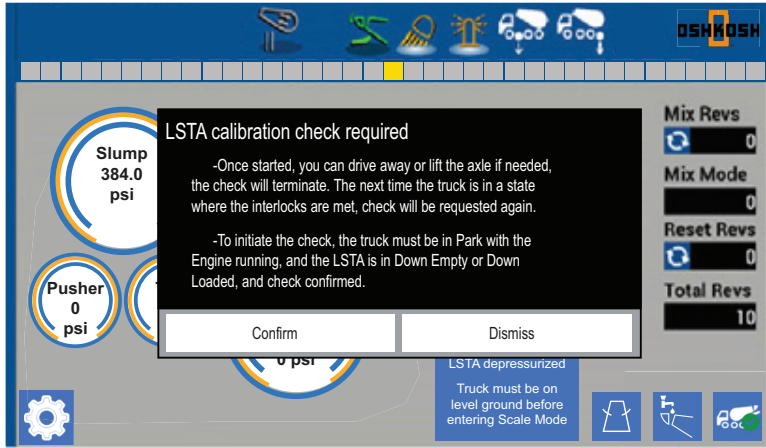 OSHKOSH
Mix Revs
0
Mix Mode
0
Reset Revs
0
Total Revs
10
Slump
384.0
psi
Pusher
0
psi
LSTA calibration check required
-Once started, you can drive away or lift the axle if needed,
the check will terminate. The next time the truck is in a state
where the interlocks are met, check will be requested again.
-To initiate the check, the truck must be in Park with the
Engine running, and the LSTA is in Down Empty or Down
Loaded, and check confirmed.
Confirm
Dismiss
0 psi
LSTA depressurized
Truck must be on
level ground before
entering Scale Mode